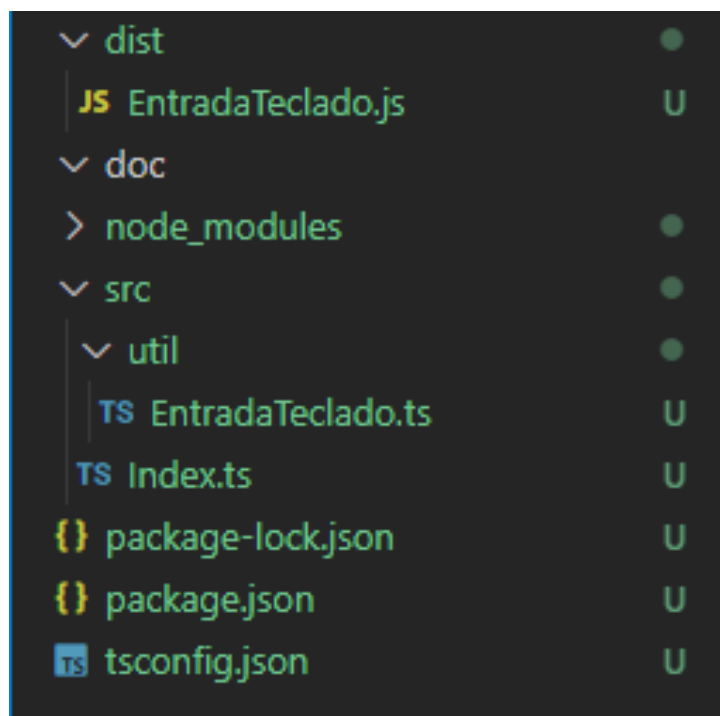 dist
JS EntradaTeclado.js U
doc
node_modules
src
util
TS EntradaTeclado.ts U
TS Index.ts U
{} package-lock.json U
{} package.json U
TS tsconfig.json U